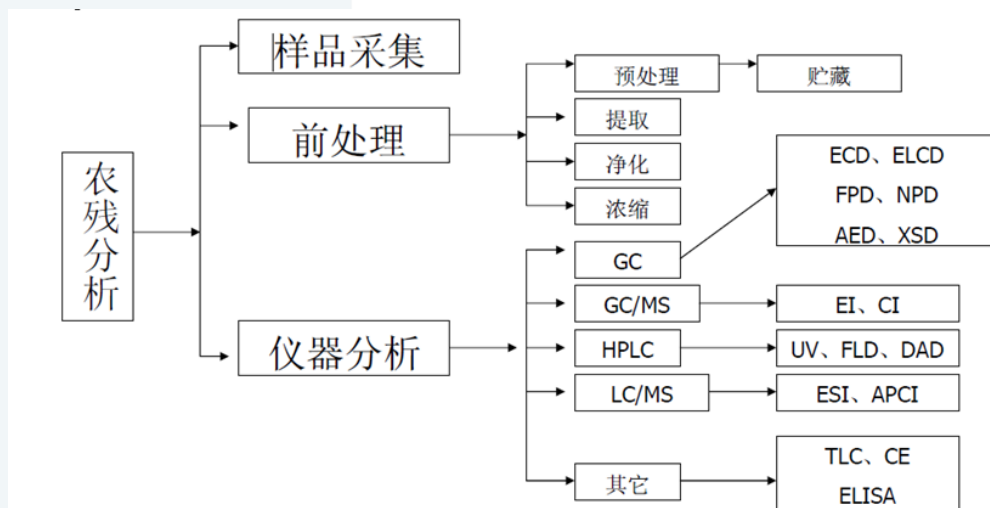 农残分析
样品采集
前处理
预处理
贮藏
提取
净化
浓缩
仪器分析
GC
ECD、ELCD
FPD、NPD
AED、XSD
GC/MS
EI、CI
HPLC
UV、FLD、DAD
LC/MS
ESI、APCI
其它
TLC、CE
ELISA